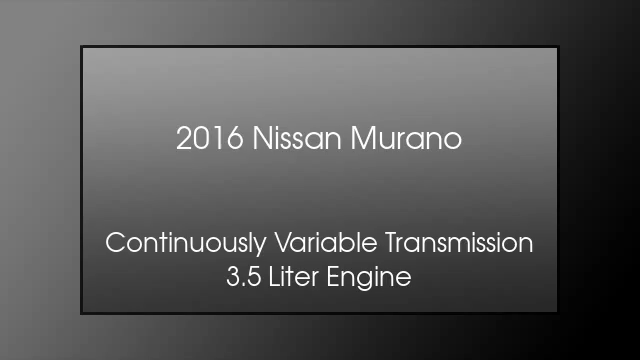 2016 Nissan Murano
Continuously Variable Transmission
3.5 Liter Engine